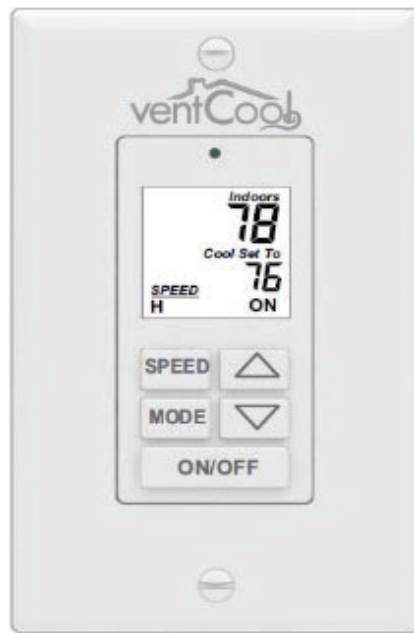 ventCool
Indoors
78
Cool Set To
76
SPEED
H ON
SPEED
MODE
ON/OFF